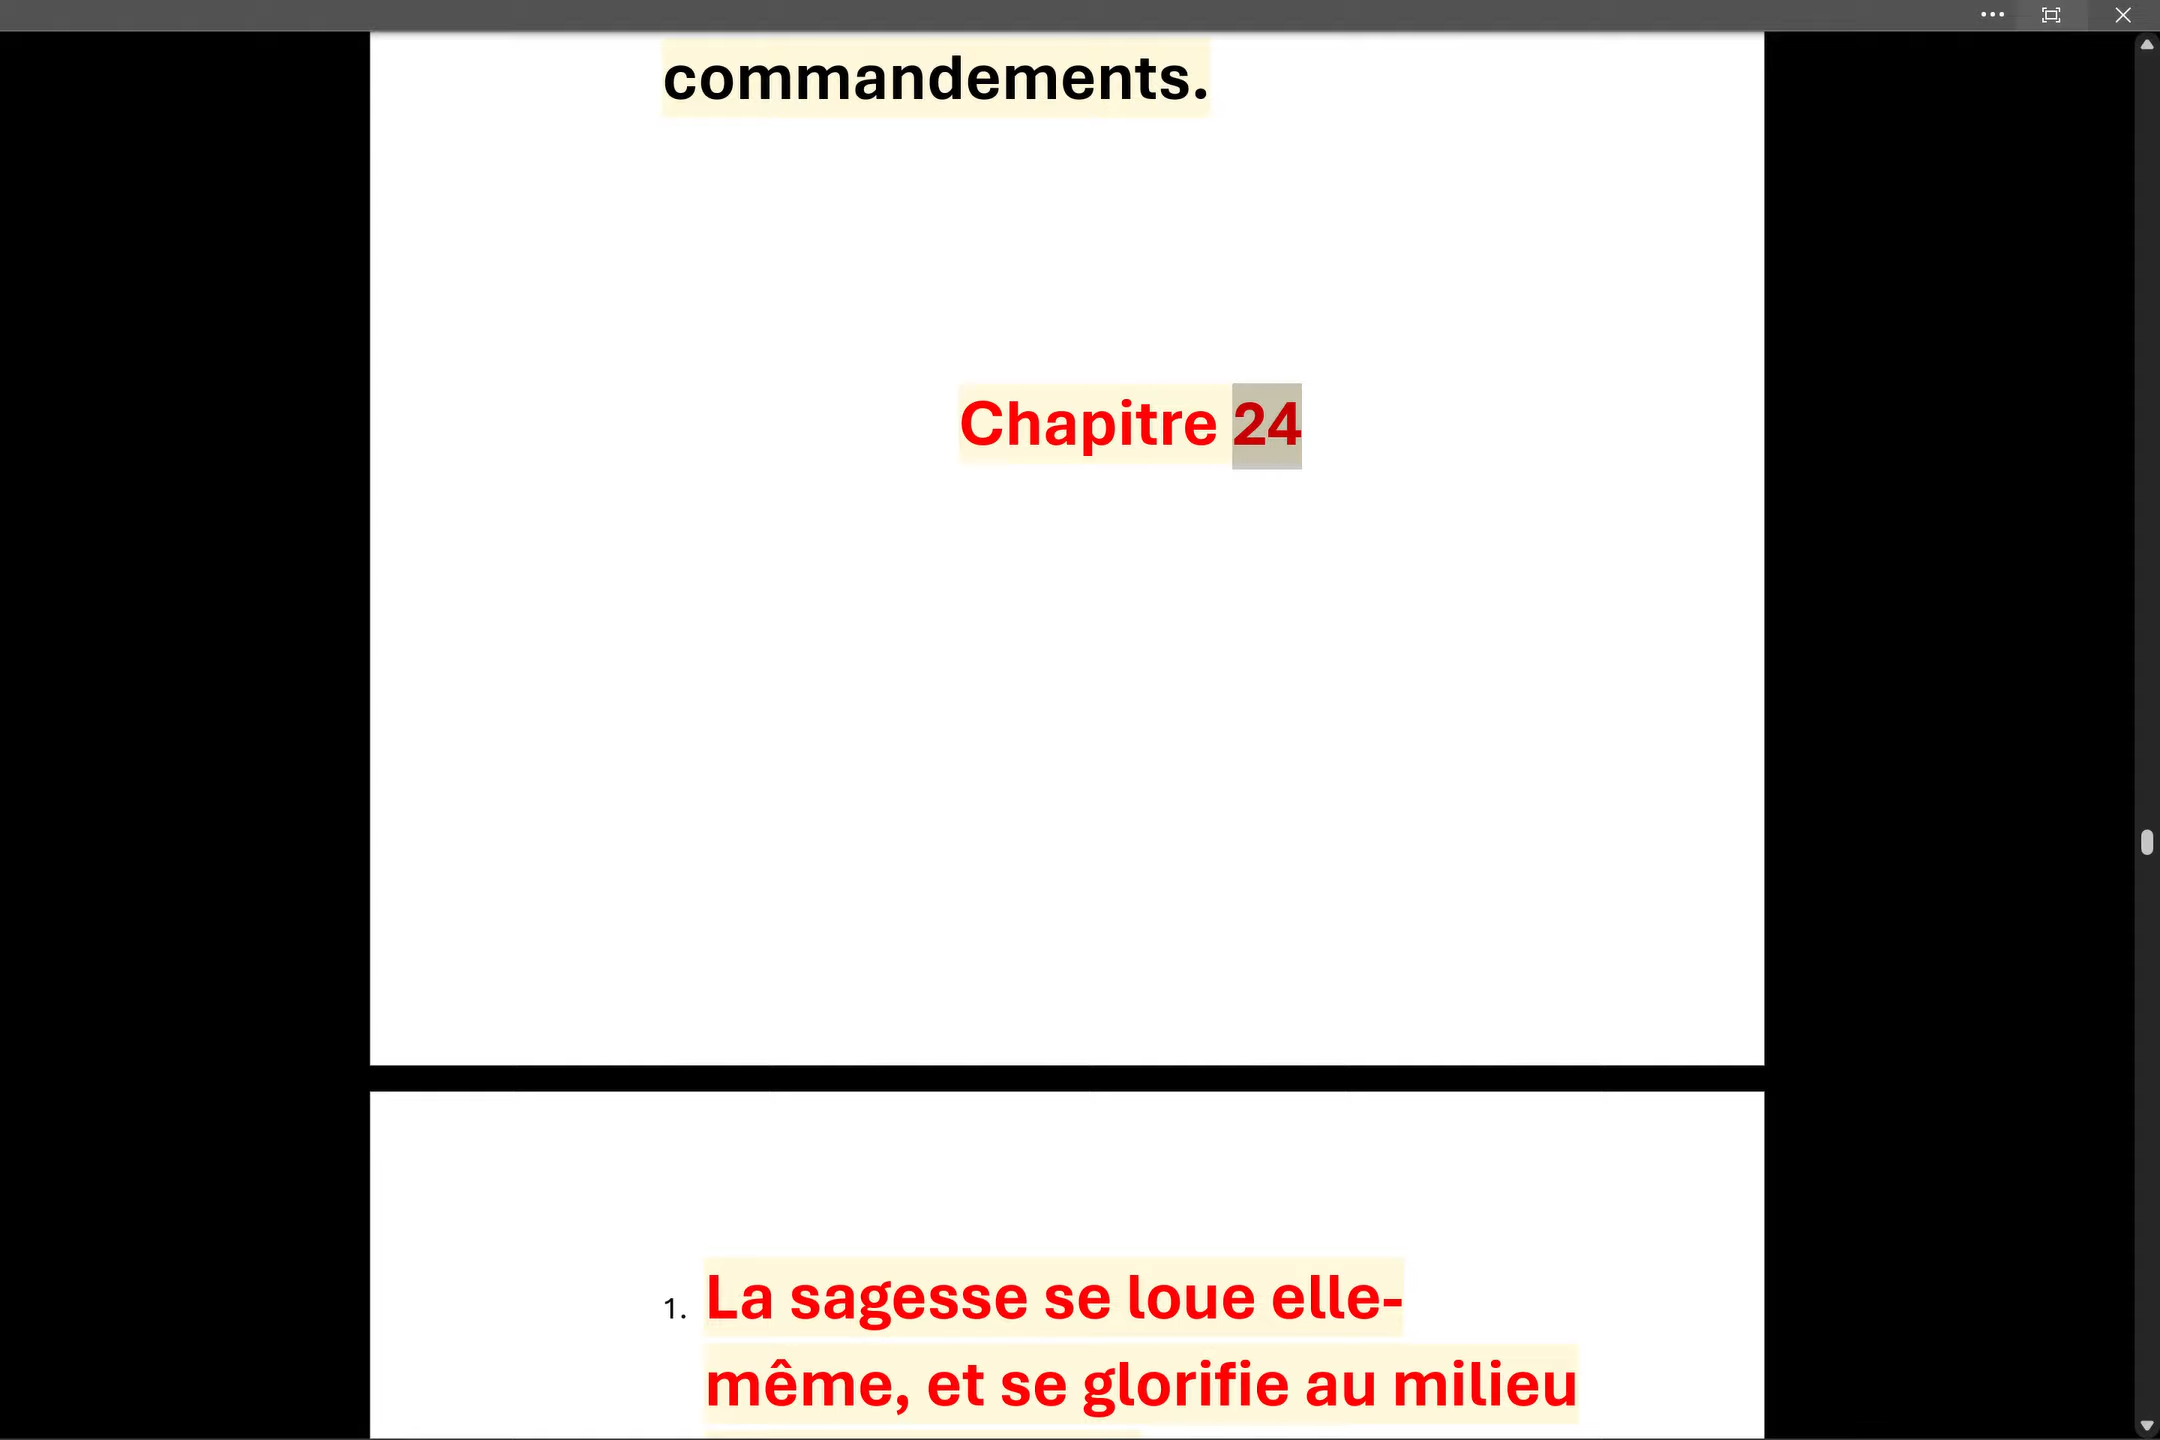 commandements.
Chapitre 24
1. La sagesse se loue elle-
même, et se glorifie au milieu